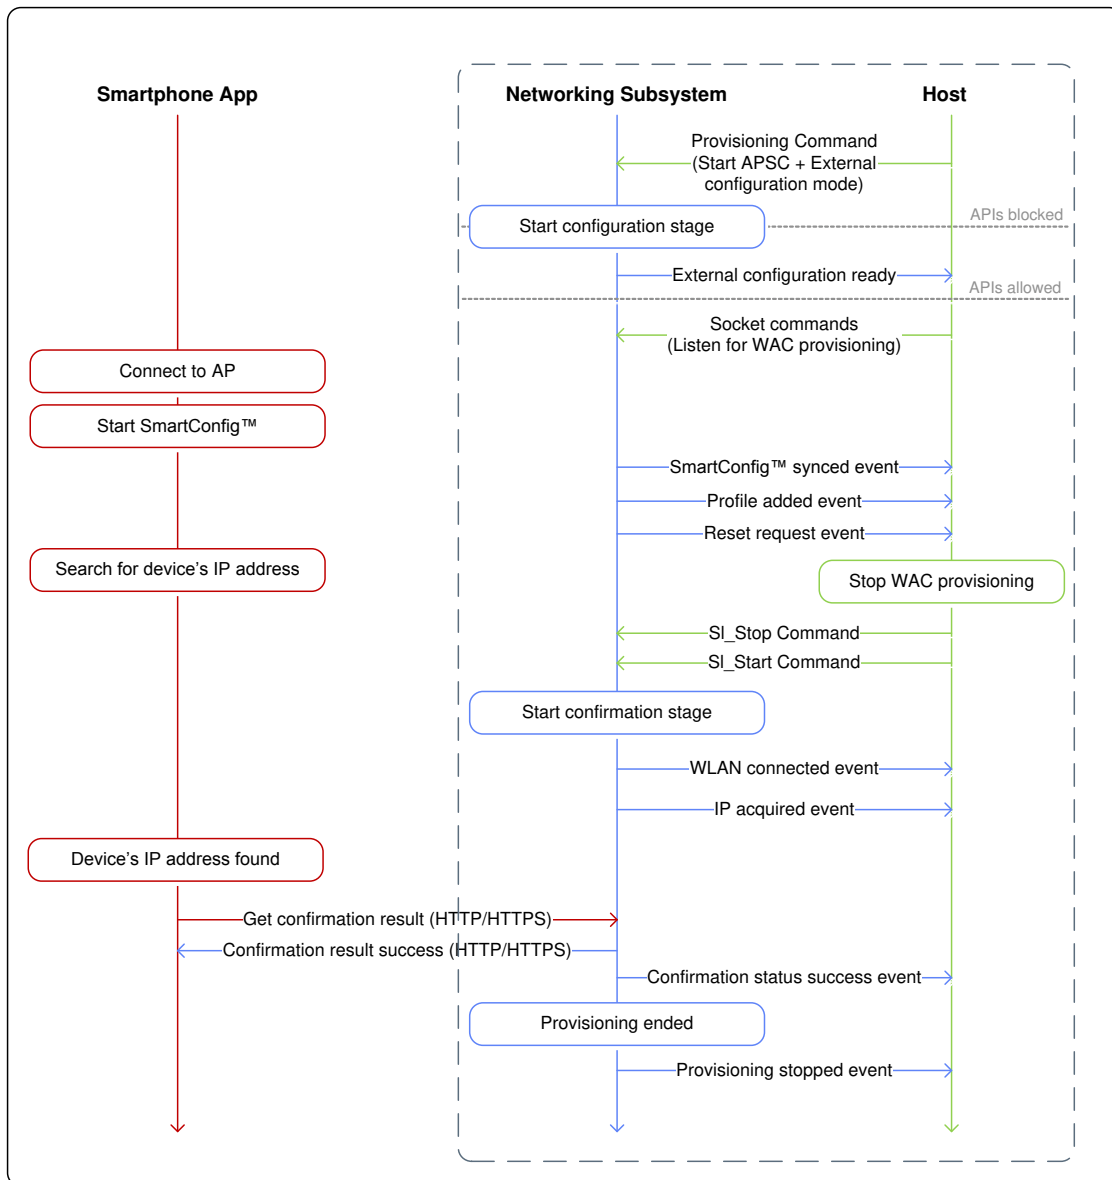 Smartphone App
Networking Subsystem
Host
Provisioning Command
(Start APSC + External
configuration mode)
APIs blocked
Start configuration stage
External configuration ready
APIs allowed
Socket commands
(Listen for WAC provisioning)
Connect to AP
Start SmartConfig™
SmartConfig™ synced event
Profile added event
Reset request event
Search for device’s IP address
Stop WAC provisioning
Sl_Stop Command
Sl_Start Command
Start confirmation stage
WLAN connected event
IP acquired event
Device’s IP address found
Get confirmation result (HTTP/HTTPS)
Confirmation result success (HTTP/HTTPS)
Confirmation status success event
Provisioning ended
Provisioning stopped event